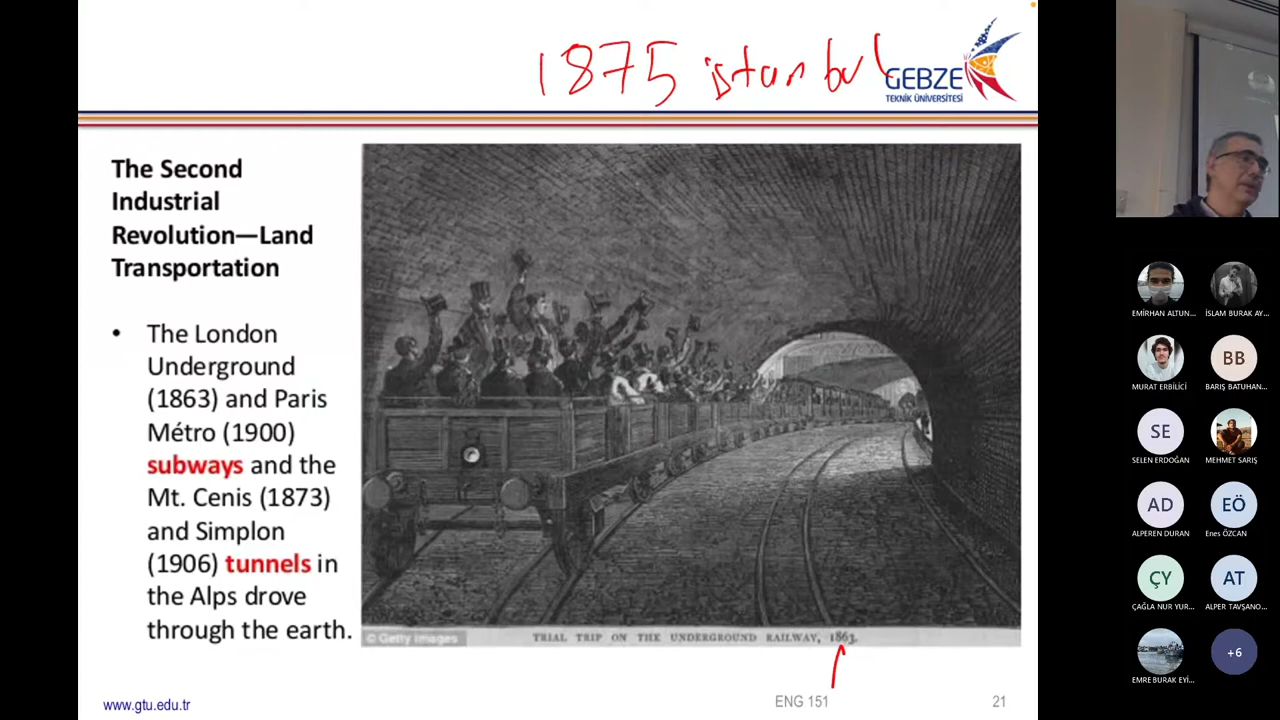 1875 istanbul
GEBZE
TEKNİK ÜNİVERSİTESİ
The Second
Industrial
Revolution—Land
Transportation
• The London
Underground
(1863) and Paris
Métro (1900)
subways and the
Mt. Cenis (1873)
and Simplon
(1906) tunnels in
the Alps drove
through the earth.
© Getty Images
TRIAL TRIP ON THE UNDERGROUND RAILWAY, 1863.
www.gtu.edu.tr
ENG 151
21
EMİRHAN ALTUN...
İSLAM BURAK AY...
MURAT ERBİLİCİ
BB
BARIŞ BATUHAN...
SE
SELEN ERDOĞAN
MEHMET SARIŞ
AD
ALPEREN DURAN
EÖ
Enes ÖZCAN
ÇY
ÇAĞLA NUR YUR...
AT
ALPER TAVŞANO...
EMRE BURAK EYİ...
+6